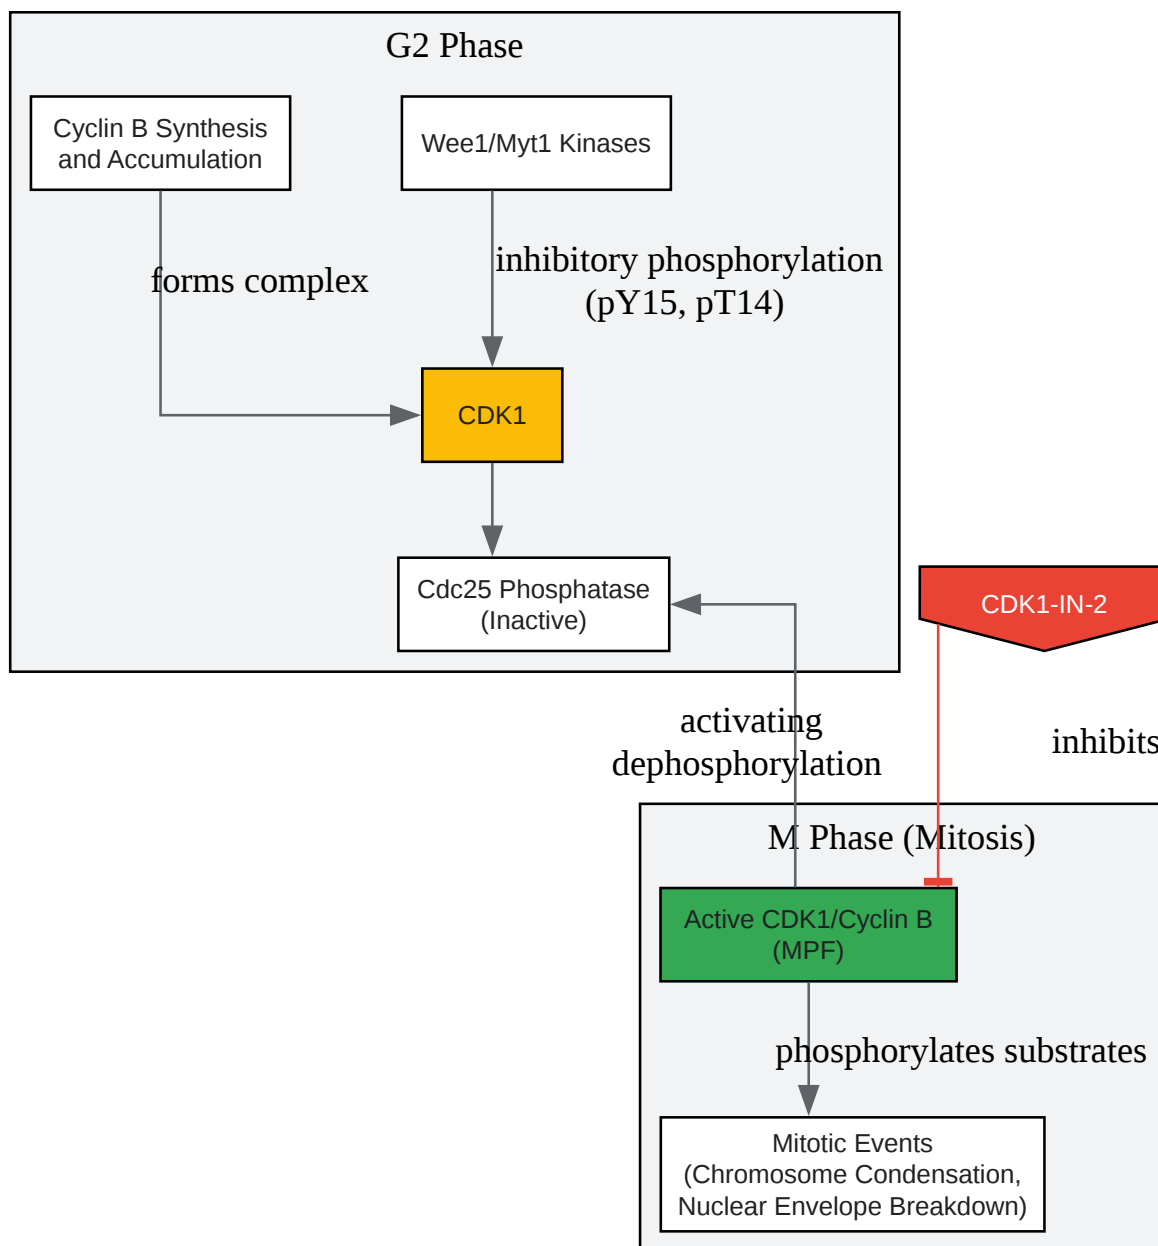 G2 Phase
Cyclin B Synthesis
and Accumulation
Wee1/Myt1 Kinases
forms complex
inhibitory phosphorylation
(pY15, pT14)
CDK1
Cdc25 Phosphatase
(Inactive)
CDK1-IN-2
activating
dephosphorylation
inhibits
M Phase (Mitosis)
Active CDK1/Cyclin B
(MPF)
phosphorylates substrates
Mitotic Events
(Chromosome Condensation,
Nuclear Envelope Breakdown)